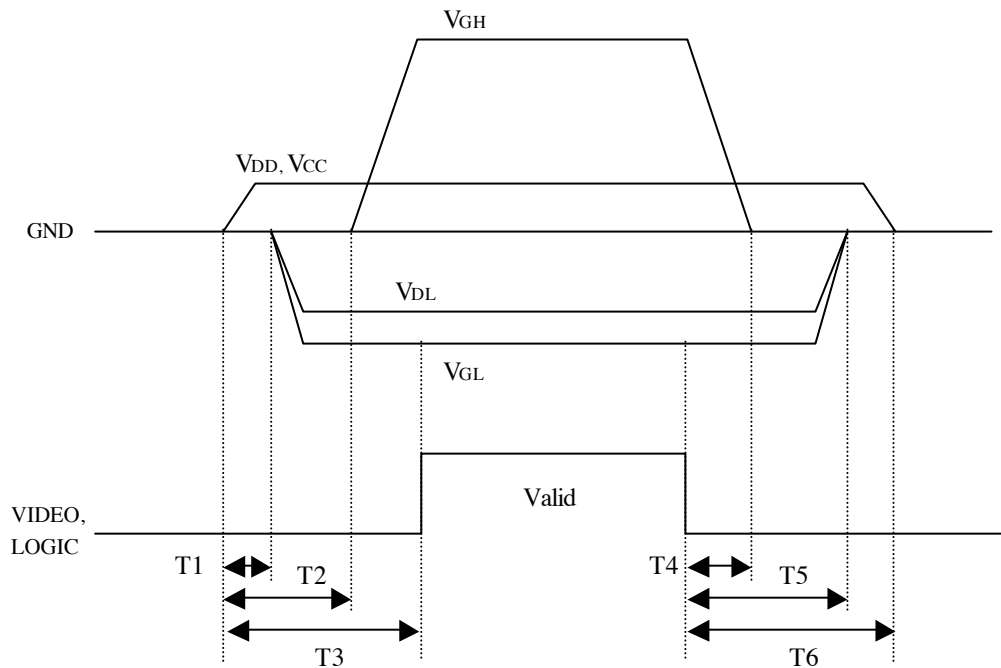 VGH
VDD, VCC
GND
VDL
VGL
Valid
VIDEO,
LOGIC
T1
T2
T3
T4
T5
T6